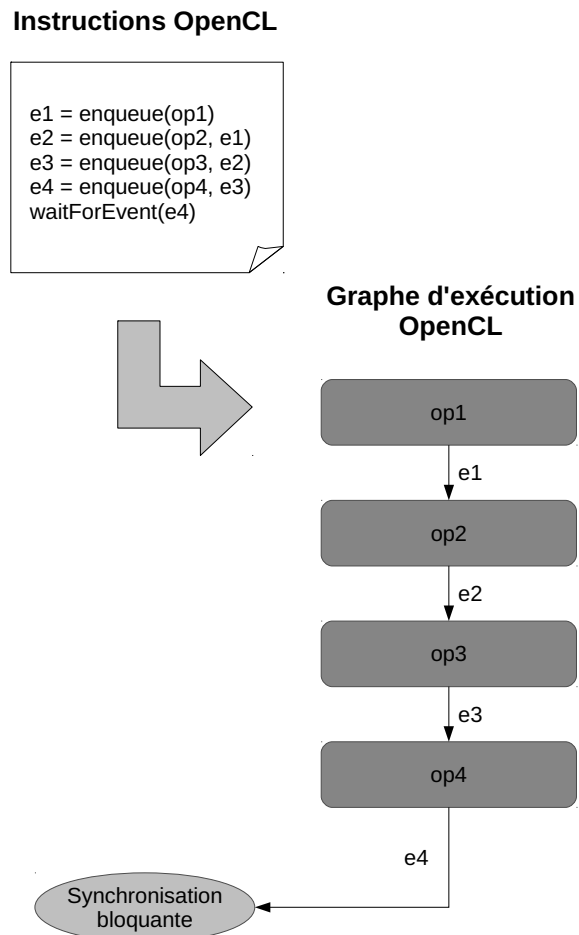 Instructions OpenCL
e1 = enqueue(op1)
e2 = enqueue(op2, e1)
e3 = enqueue(op3, e2)
e4 = enqueue(op4, e3)
waitForEvent(e4)
Graphe d'exécution
OpenCL
op1
e1
op2
e2
op3
e3
op4
e4
Synchronisation
bloquante